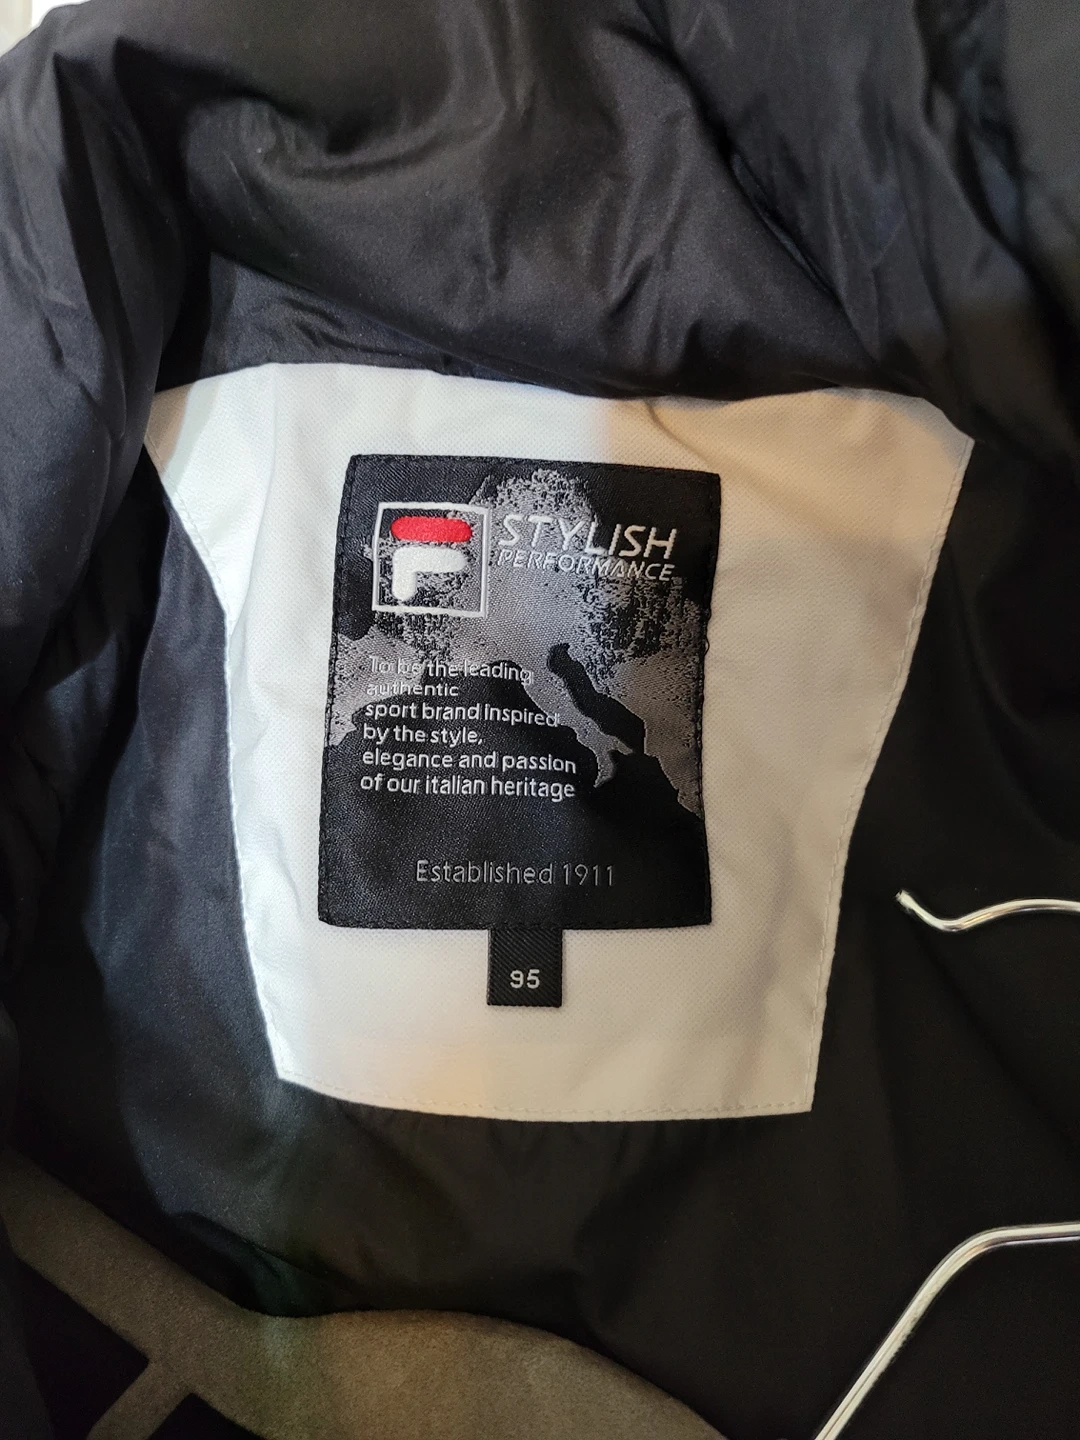 F
STYLISH
PERFORMANCE
To be the leading
authentic
sport brand inspired
by the style,
elegance and passion
of our italian heritage
Established 1911
95